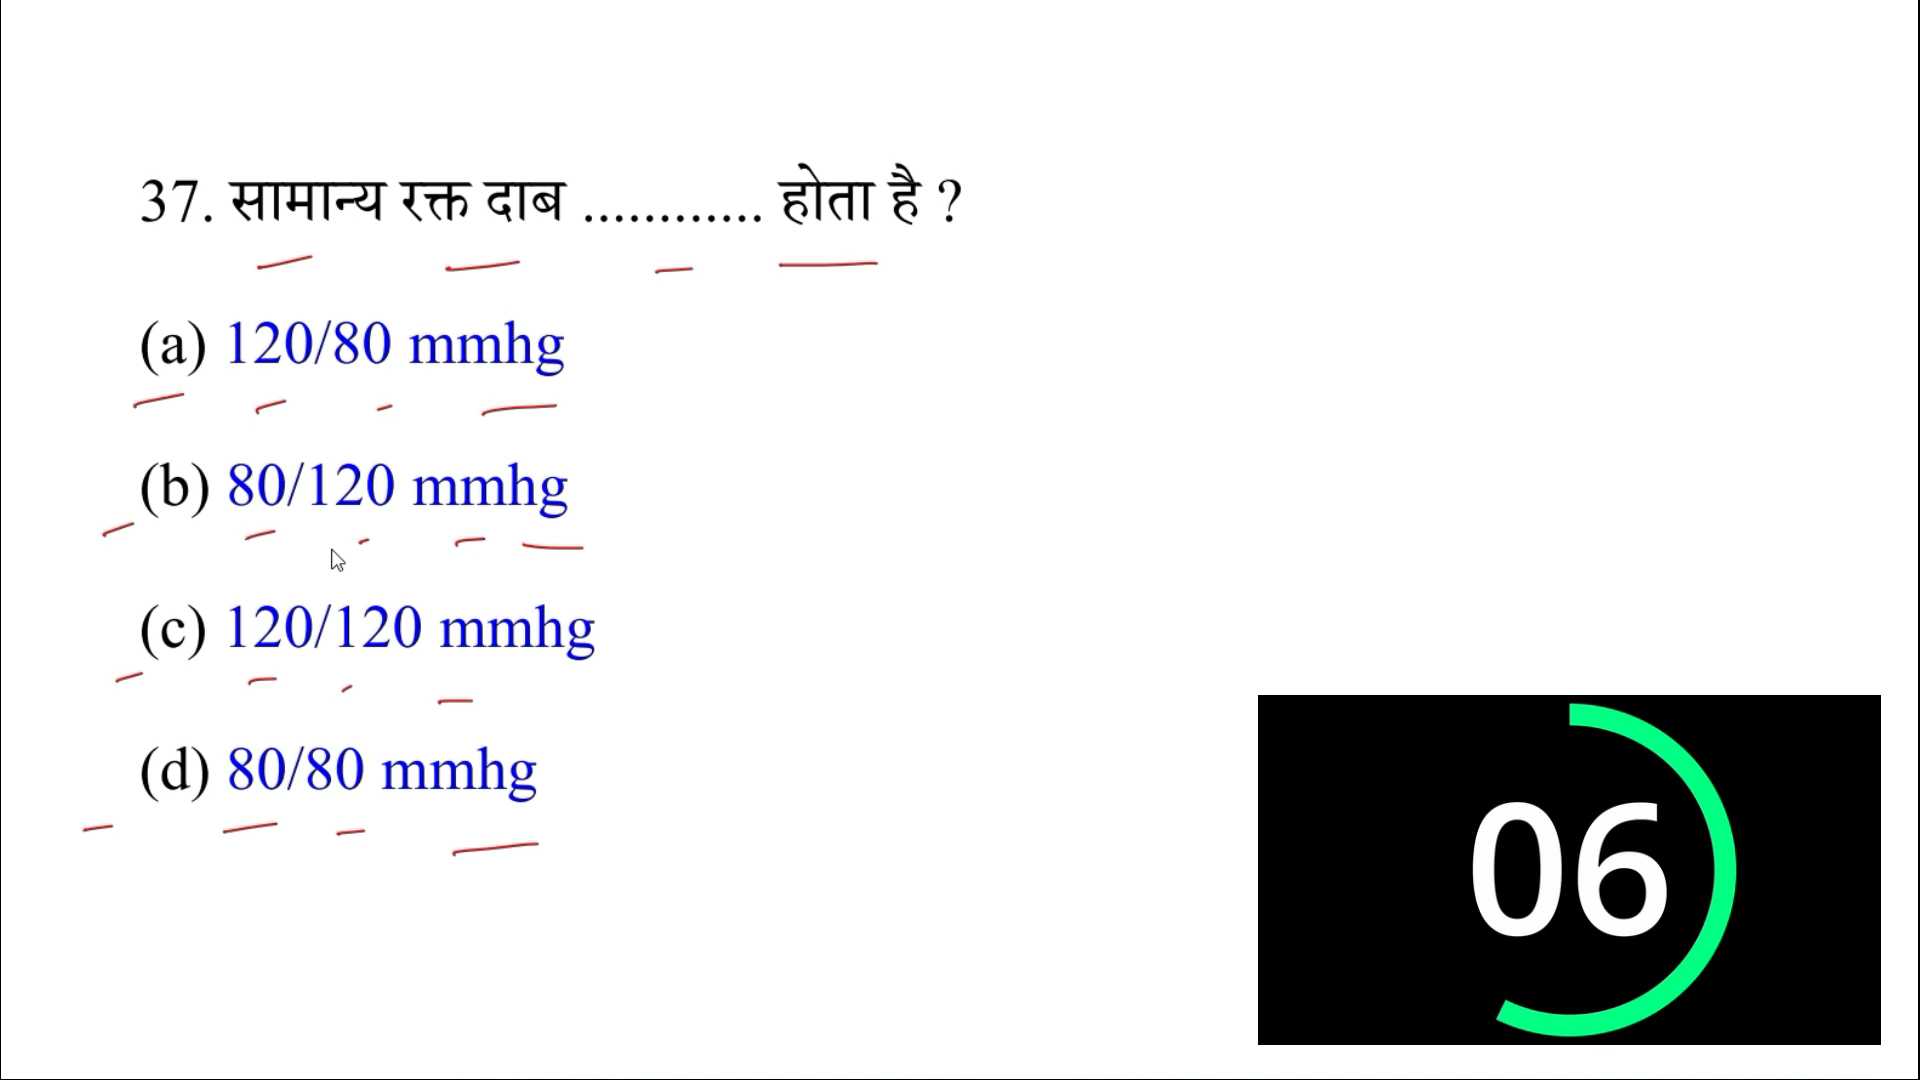 37. सामान्य रक्त दाब ............ होता है ?
(a) 120/80 mmhg
(b) 80/120 mmhg
(c) 120/120 mmhg
(d) 80/80 mmhg
06